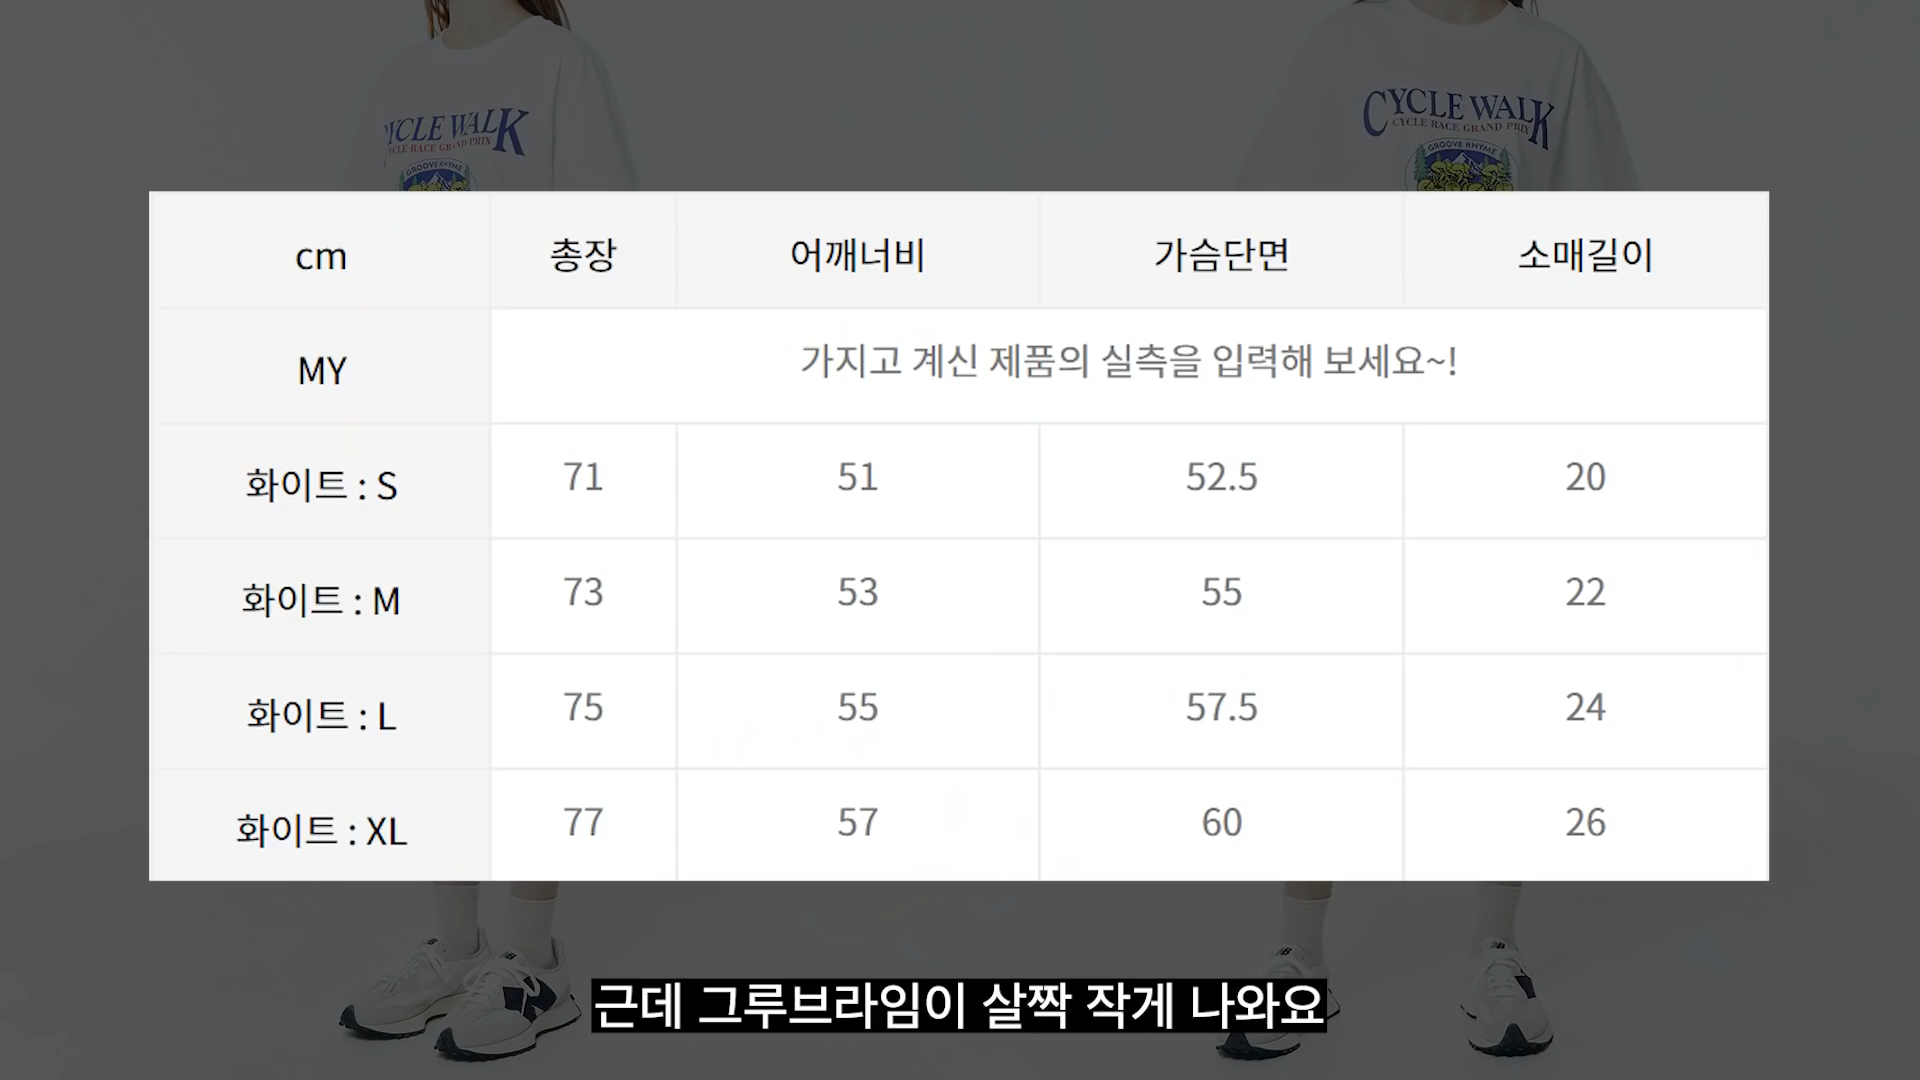 YCLE WALK
CYCLE RACE GRAND PRIX
GROOVE RHYME
CYCLE WALK
CYCLE RACE GRAND PRIX
GROOVE RHYME
cm 총장 어깨너비 가슴단면 소매길이
MY 가지고 계신 제품의 실측을 입력해 보세요~!
화이트 : S 71 51 52.5 20
화이트 : M 73 53 55 22
화이트 : L 75 55 57.5 24
화이트 : XL 77 57 60 26
근데 그루브라임이 살짝 작게 나와요